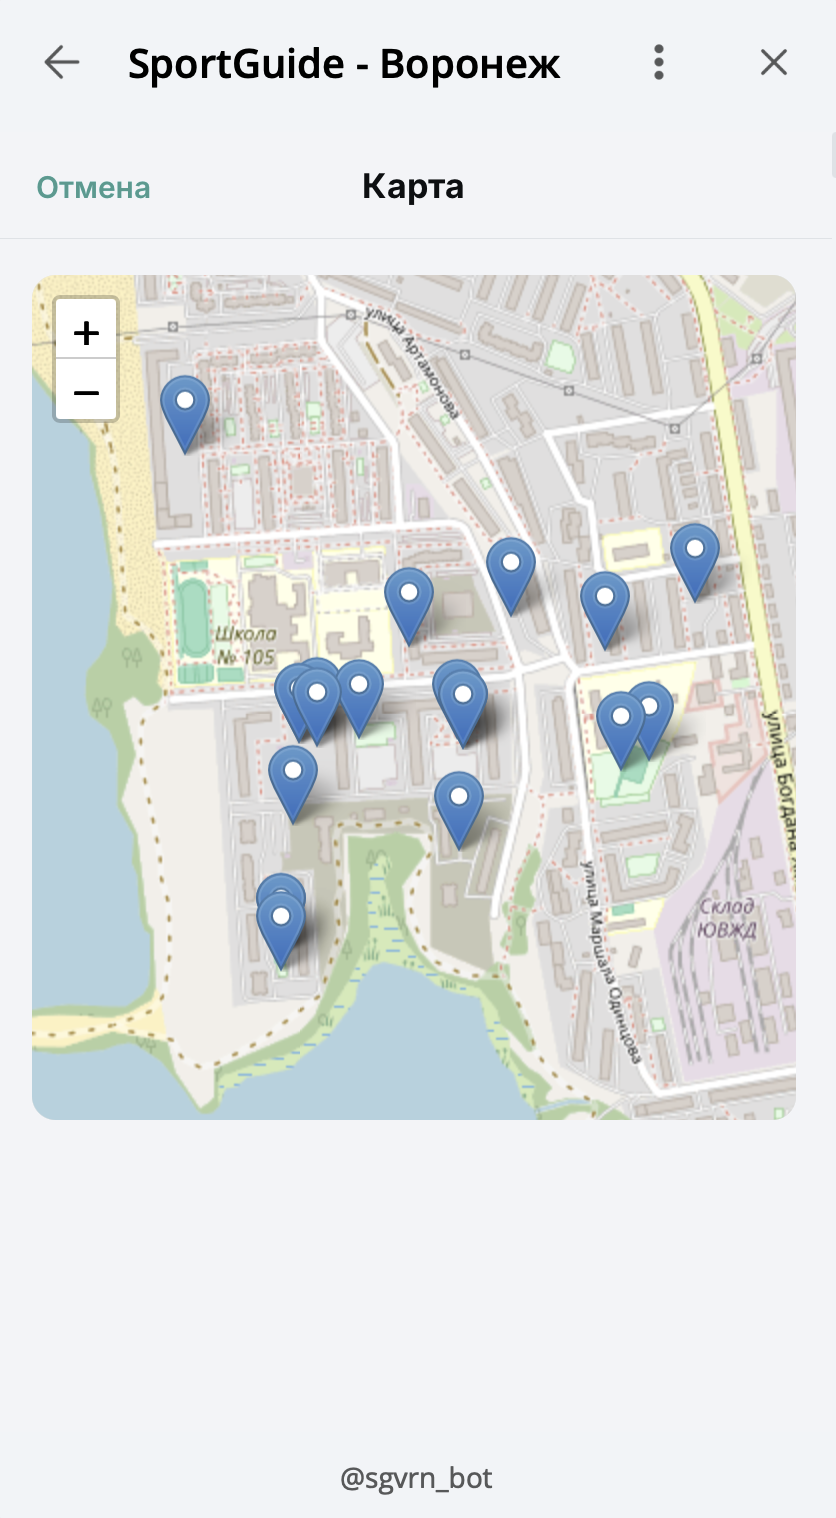 SportGuide - Воронеж
Отмена
Карта
+
−
улица Артамонова
Школа
№ 105
улица Богдана
улица Маршала Одинцова
Склад
ЮВЖД
@sgvrn_bot